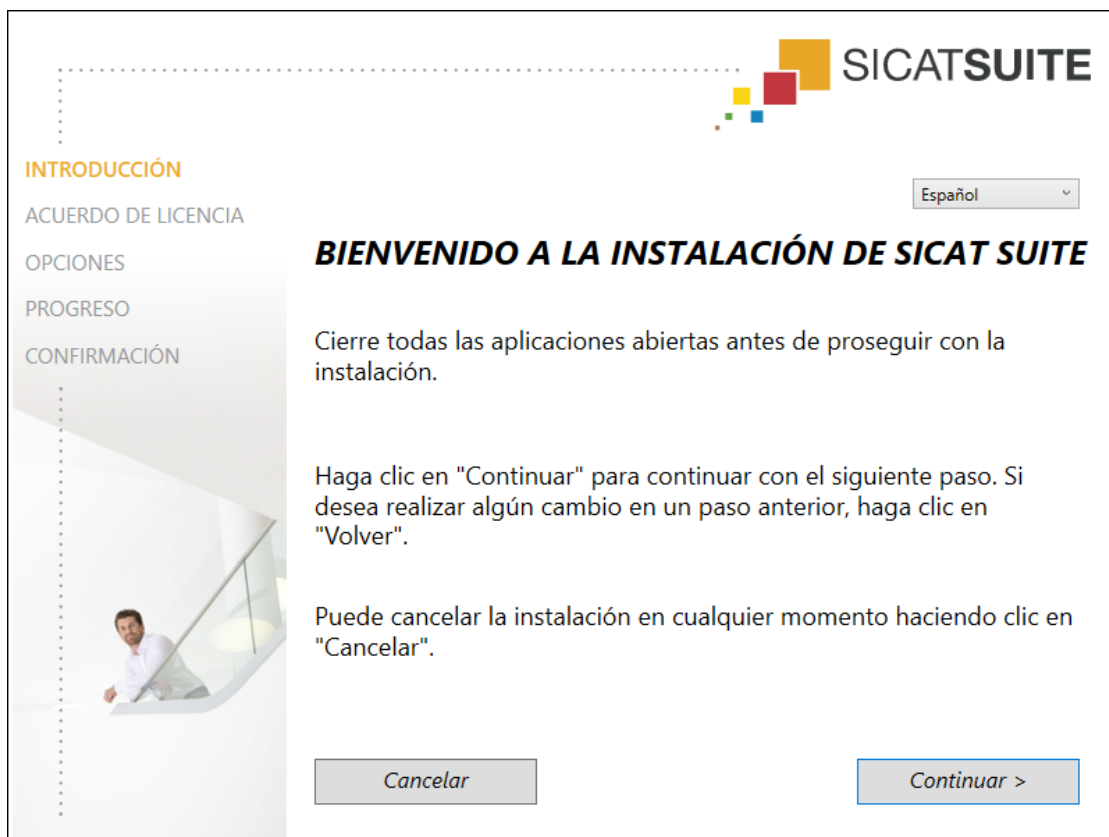 SICATSUITE
INTRODUCCIÓN
ACUERDO DE LICENCIA
OPCIONES
PROGRESO
CONFIRMACIÓN
Español
BIENVENIDO A LA INSTALACIÓN DE SICAT SUITE
Cierre todas las aplicaciones abiertas antes de proseguir con la
instalación.
Haga clic en "Continuar" para continuar con el siguiente paso. Si
desea realizar algún cambio en un paso anterior, haga clic en
"Volver".
Puede cancelar la instalación en cualquier momento haciendo clic en
"Cancelar".
Cancelar
Continuar >